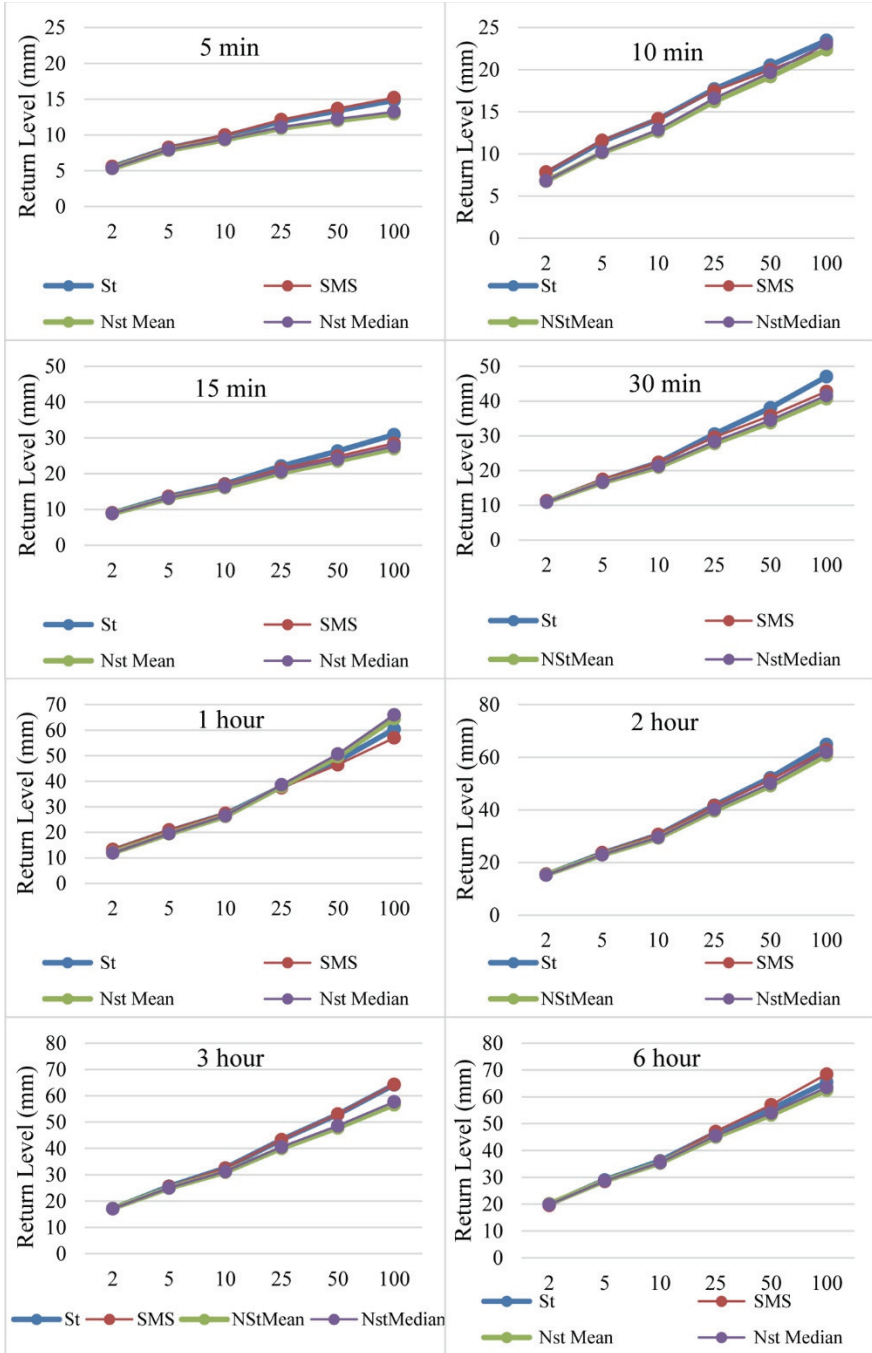 5 min
Return Level (mm)
25
20
15
10
5
0
2 5 10 25 50 100
St SMS
Nst Mean Nst Median
10 min
Return Level (mm)
25
20
15
10
5
0
2 5 10 25 50 100
St SMS
NStMean NstMedian
15 min
Return Level (mm)
50
40
30
20
10
0
2 5 10 25 50 100
St SMS
Nst Mean Nst Median
30 min
Return Level (mm)
50
40
30
20
10
0
2 5 10 25 50 100
St SMS
NStMean NstMedian
1 hour
Return Level (mm)
70
60
50
40
30
20
10
0
2 5 10 25 50 100
St SMS
Nst Mean Nst Median
2 hour
Return Level (mm)
80
60
40
20
0
2 5 10 25 50 100
St SMS
NStMean NstMedian
3 hour
Return Level (mm)
80
70
60
50
40
30
20
10
0
2 5 10 25 50 100
St SMS NStMean NstMedian
6 hour
Return Level (mm)
80
70
60
50
40
30
20
10
0
2 5 10 25 50 100
St SMS
Nst Mean Nst Median